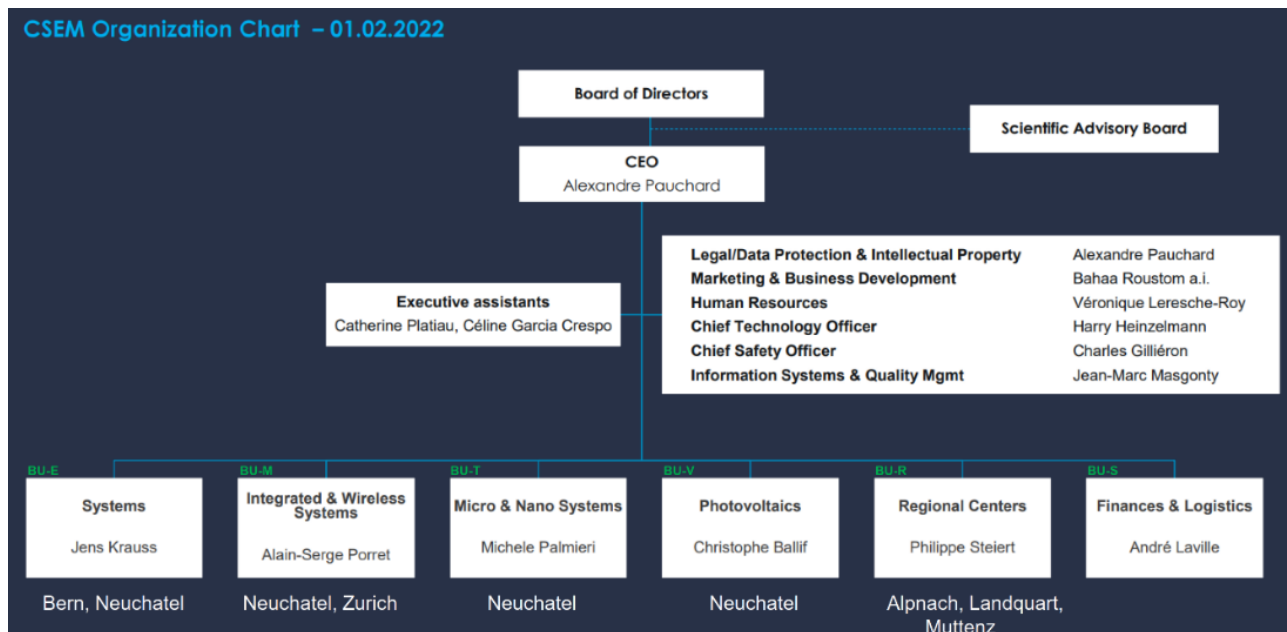 CSEM Organization Chart – 01.02.2022
Board of Directors
Scientific Advisory Board
CEO
Alexandre Pauchard
Legal/Data Protection & Intellectual Property Alexandre Pauchard
Marketing & Business Development Bahaa Roustom a.i.
Human Resources Véronique Leresche-Roy
Chief Technology Officer Harry Heinzelmann
Chief Safety Officer Charles Gilliéron
Information Systems & Quality Mgmt Jean-Marc Masgonty
Executive assistants
Catherine Platiau, Céline Garcia Crespo
BU-E
Systems
Jens Krauss
Bern, Neuchatel
BU-M
Integrated & Wireless
Systems
Alain-Serge Porret
Neuchatel, Zurich
BU-T
Micro & Nano Systems
Michele Palmieri
Neuchatel
BU-V
Photovoltaics
Christophe Ballif
Neuchatel
BU-R
Regional Centers
Philippe Steiert
Alpnach, Landquart,
Muttenz
BU-S
Finances & Logistics
André Laville